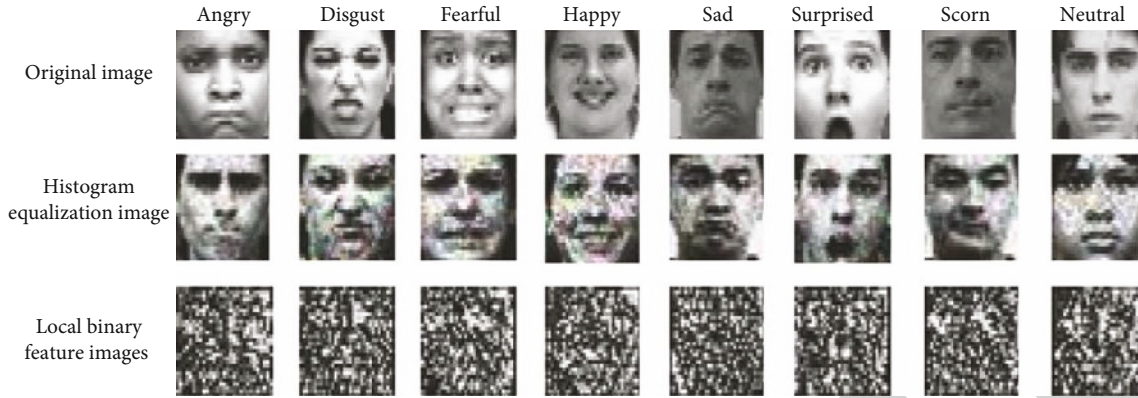 Angry Disgust Fearful Happy Sad Surprised Scorn Neutral
Original image
Histogram
equalization image
Local binary
feature images